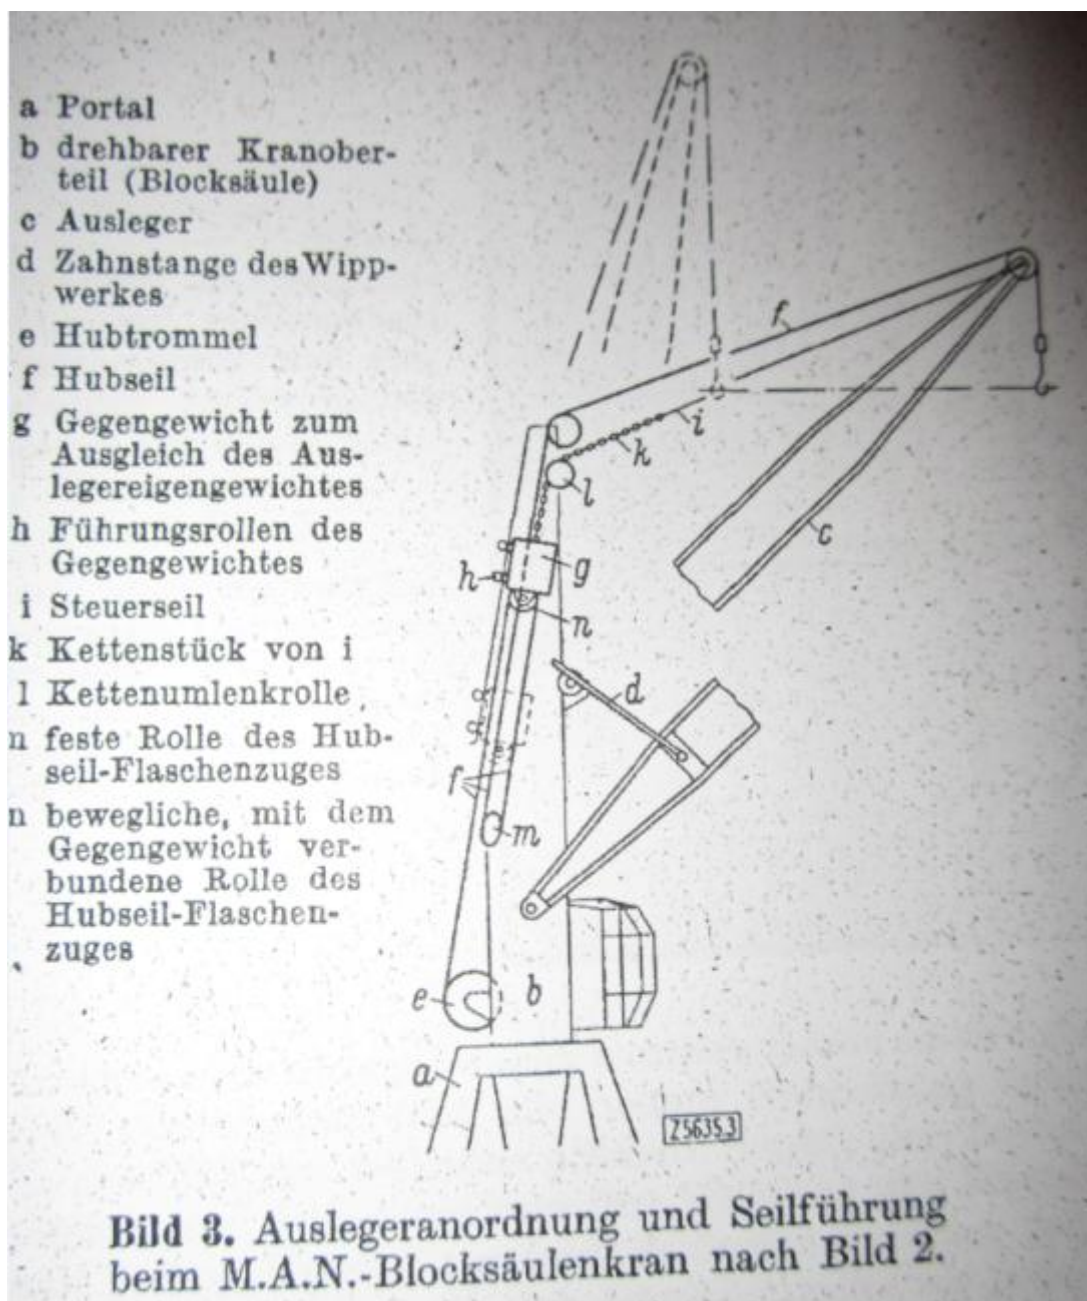 a Portal
b drehbarer Kranober-
teil (Blocksäule)
c Ausleger
d Zahnstange des Wipp-
werkes
e Hubtrommel
f Hubseil
g Gegengewicht zum
Ausgleich des Aus-
legereigengewichtes
h Führungsrollen des
Gegengewichtes
i Steuerseil
k Kettenstück von i
l Kettenumlenkrolle
n feste Rolle des Hub-
seil-Flaschenzuges
n bewegliche, mit dem
Gegengewicht ver-
bundene Rolle des
Hubseil-Flaschen-
zuges
f
i
k
l
c
g
h
n
d
f
m
e
b
a
Z5635.3
Bild 3. Auslegeranordnung und Seilführung
beim M.A.N.-Blocksäulenkran nach Bild 2.